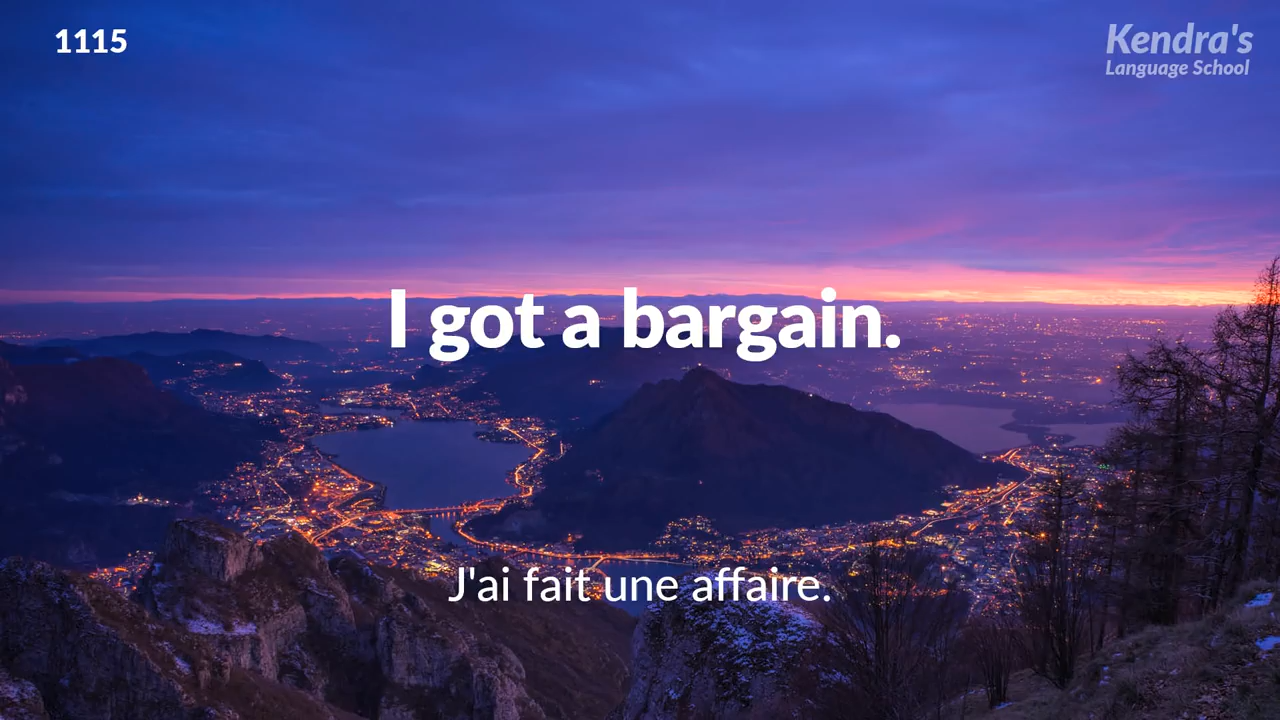 1115
Kendra's
Language School
I got a bargain.
J'ai fait une affaire.